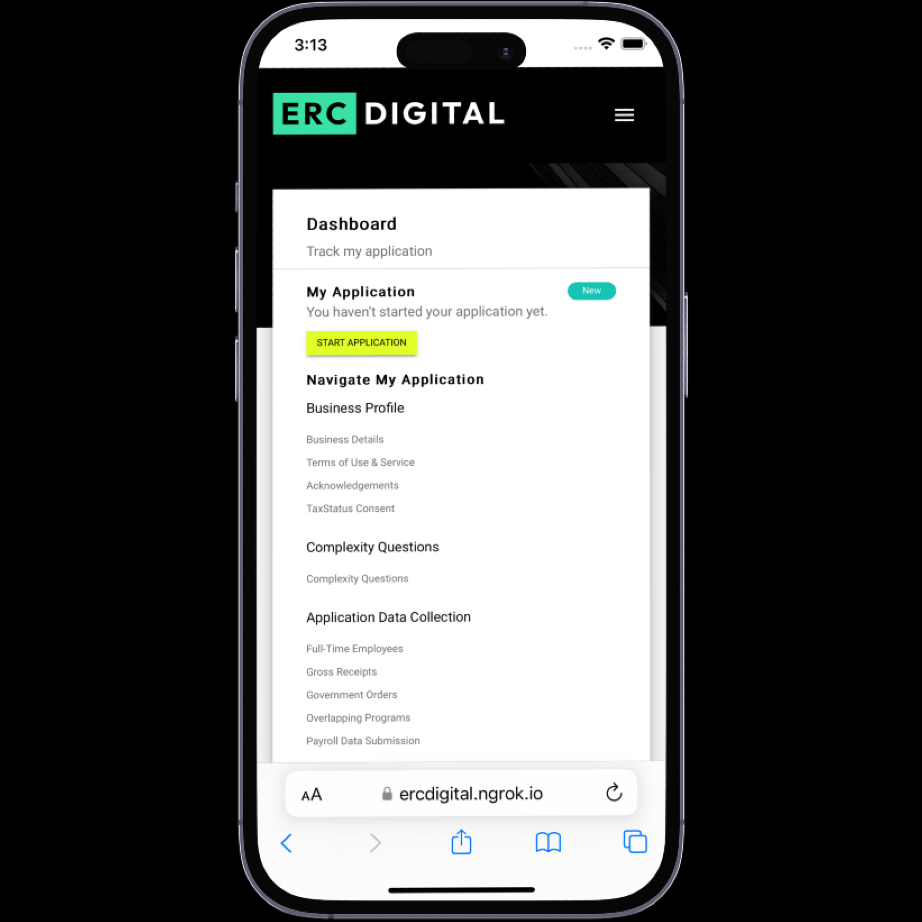 3:13
ERC DIGITAL
Dashboard
Track my application
My Application
New
You haven't started your application yet.
START APPLICATION
Navigate My Application
Business Profile
Business Details
Terms of Use & Service
Acknowledgements
TaxStatus Consent
Complexity Questions
Complexity Questions
Application Data Collection
Full-Time Employees
Gross Receipts
Government Orders
Overlapping Programs
Payroll Data Submission
AA ercdigital.ngrok.io